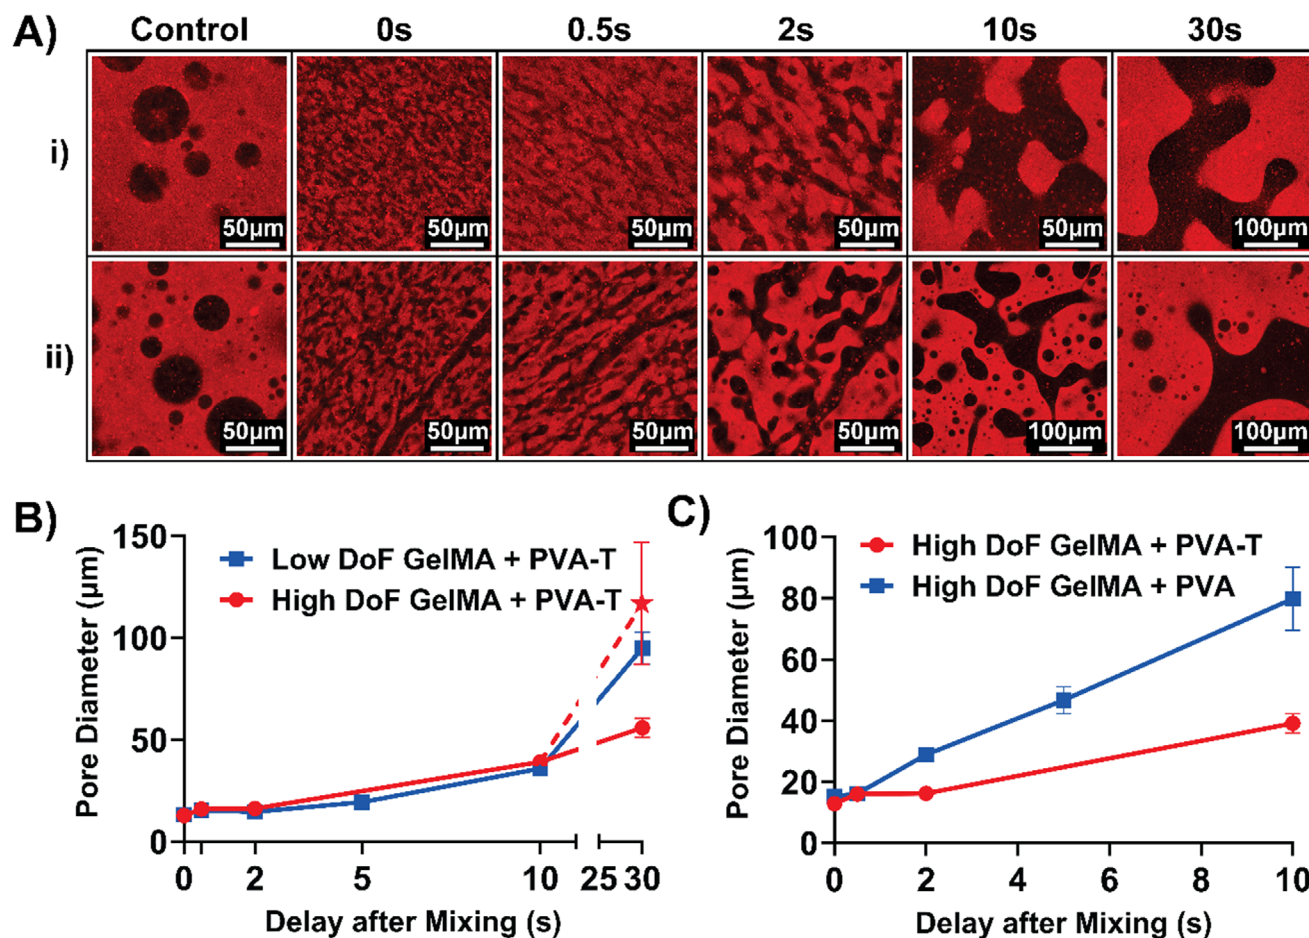 A) Control 0s 0.5s 2s 10s 30s
i)
50µm 50µm 50µm 50µm 50µm 100µm
ii)
50µm 50µm 50µm 50µm 100µm 100µm
B)
Pore Diameter (µm)
150
100
50
0
Low DoF GelMA + PVA-T
High DoF GelMA + PVA-T
0 2 5 10 25 30
Delay after Mixing (s)
C)
Pore Diameter (µm)
100
80
60
40
20
0
High DoF GelMA + PVA-T
High DoF GelMA + PVA
0 2 4 6 8 10
Delay after Mixing (s)